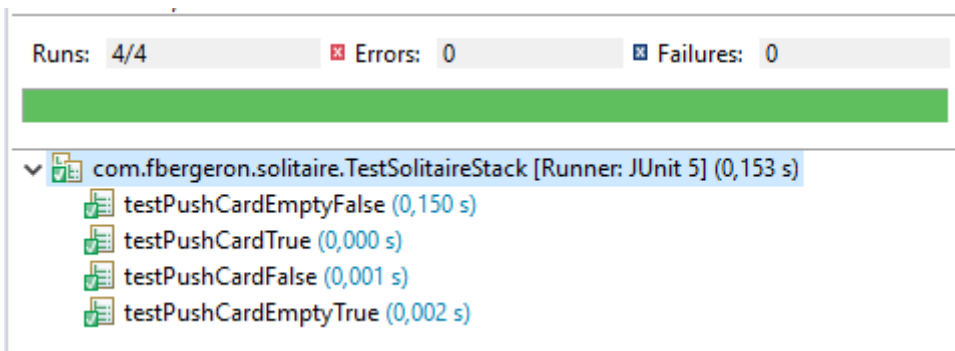 Runs: 4/4 Errors: 0 Failures: 0
com.fbergeron.solitaire.TestSolitaireStack [Runner: JUnit 5] (0,153 s)
testPushCardEmptyFalse (0,150 s)
testPushCardTrue (0,000 s)
testPushCardFalse (0,001 s)
testPushCardEmptyTrue (0,002 s)